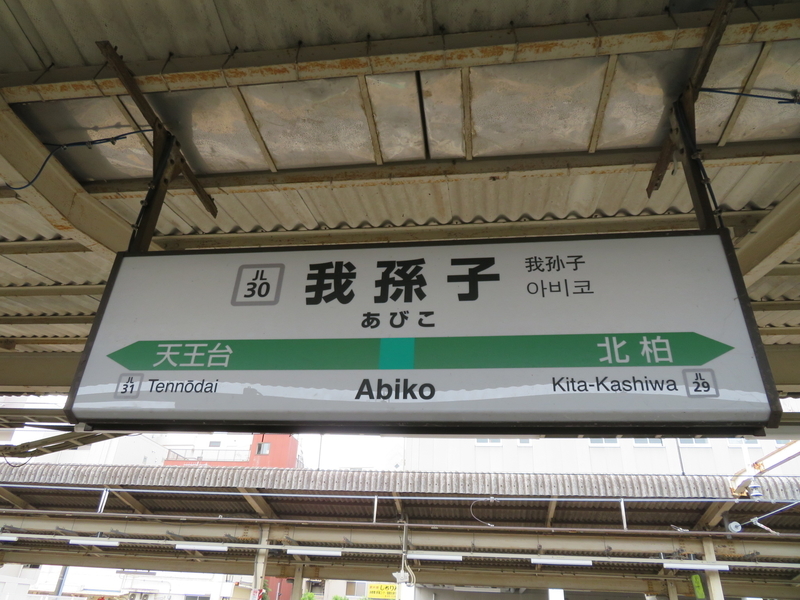 JL
30
我孫子
我孙子
아비코
あびこ
天王台
北柏
JL
31
Tennōdai
Abiko
Kita-Kashiwa
JL
29